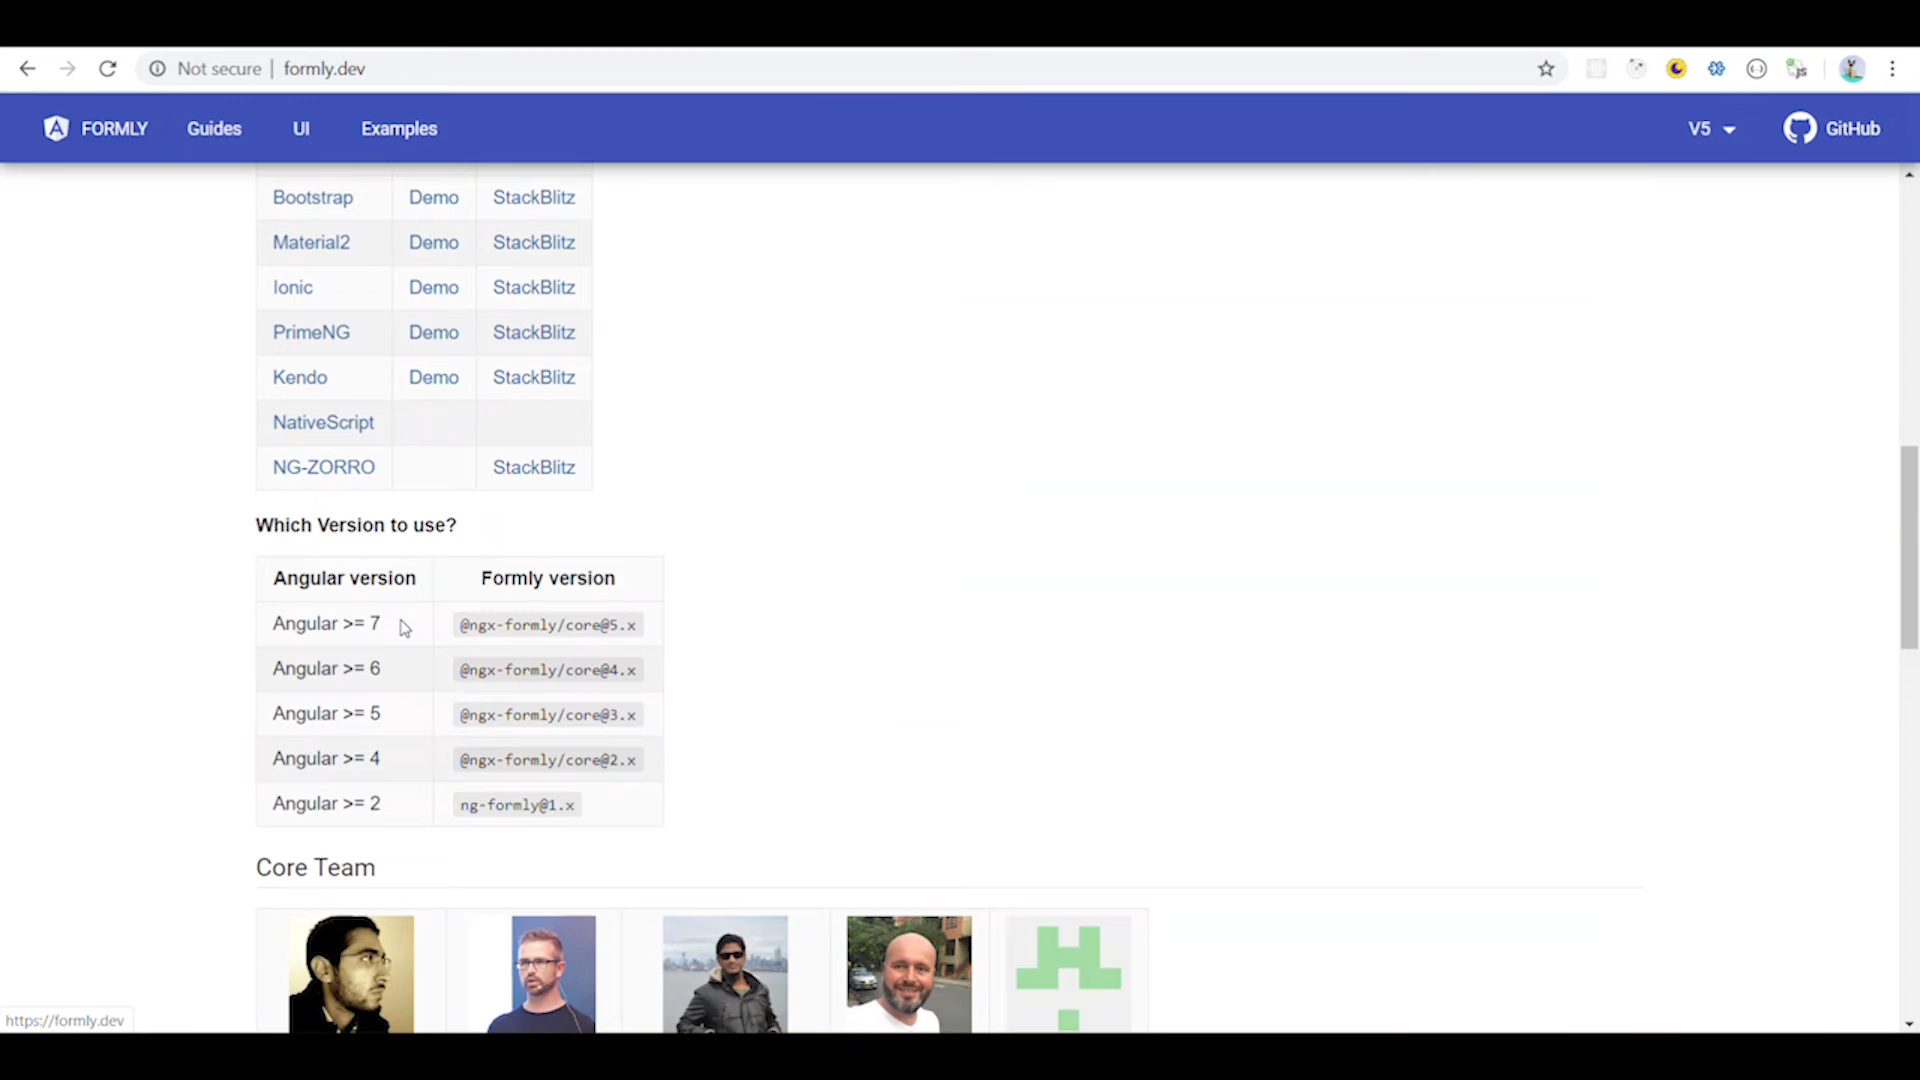 Not secure | formly.dev
FORMLY Guides UI Examples V5 GitHub
Bootstrap Demo StackBlitz
Material2 Demo StackBlitz
Ionic Demo StackBlitz
PrimeNG Demo StackBlitz
Kendo Demo StackBlitz
NativeScript
NG-ZORRO StackBlitz
Which Version to use?
Angular version Formly version
Angular >= 7 @ngx-formly/core@5.x
Angular >= 6 @ngx-formly/core@4.x
Angular >= 5 @ngx-formly/core@3.x
Angular >= 4 @ngx-formly/core@2.x
Angular >= 2 ng-formly@1.x
Core Team
https://formly.dev